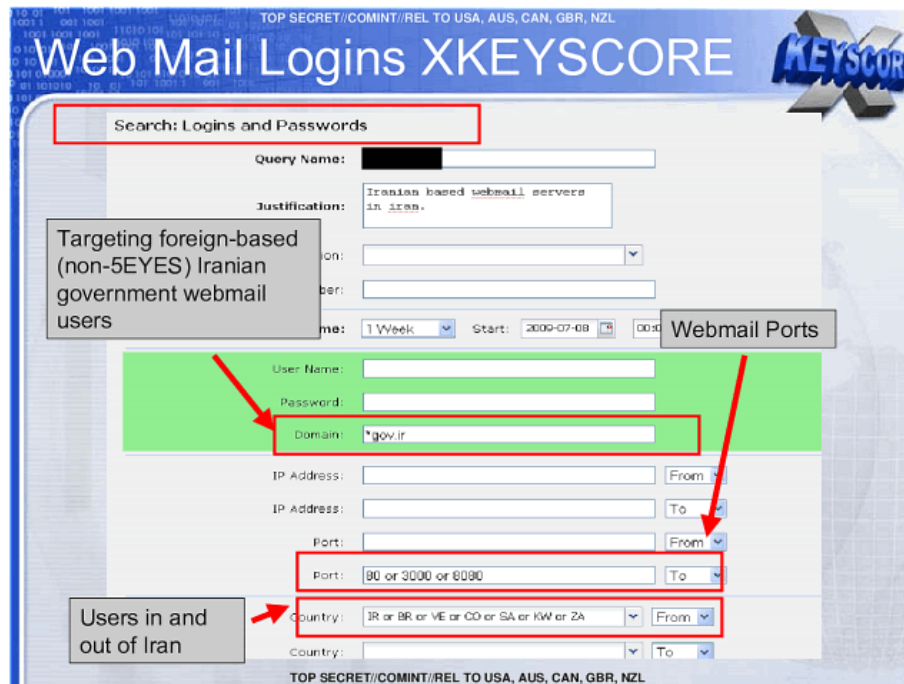 TOP SECRET//COMINT//REL TO USA, AUS, CAN, GBR, NZL
Web Mail Logins XKEYSCORE
KEYSCOR
X
Search: Logins and Passwords
Query Name:
Justification:
Iranian based webmail servers
in iran.
Targeting foreign-based
(non-5EYES) Iranian
government webmail
users
ion:
ber:
me:
1 Week
Start:
2009-07-08
00:0
Webmail Ports
User Name:
Password:
Domain:
*gov.ir
IP Address:
From
IP Address:
To
Port:
From
Port:
80 or 3000 or 8080
To
Users in and
out of Iran
Country:
IR or BR or VE or CO or SA or KW or ZA
From
Country:
To
TOP SECRET//COMINT//REL TO USA, AUS, CAN, GBR, NZL